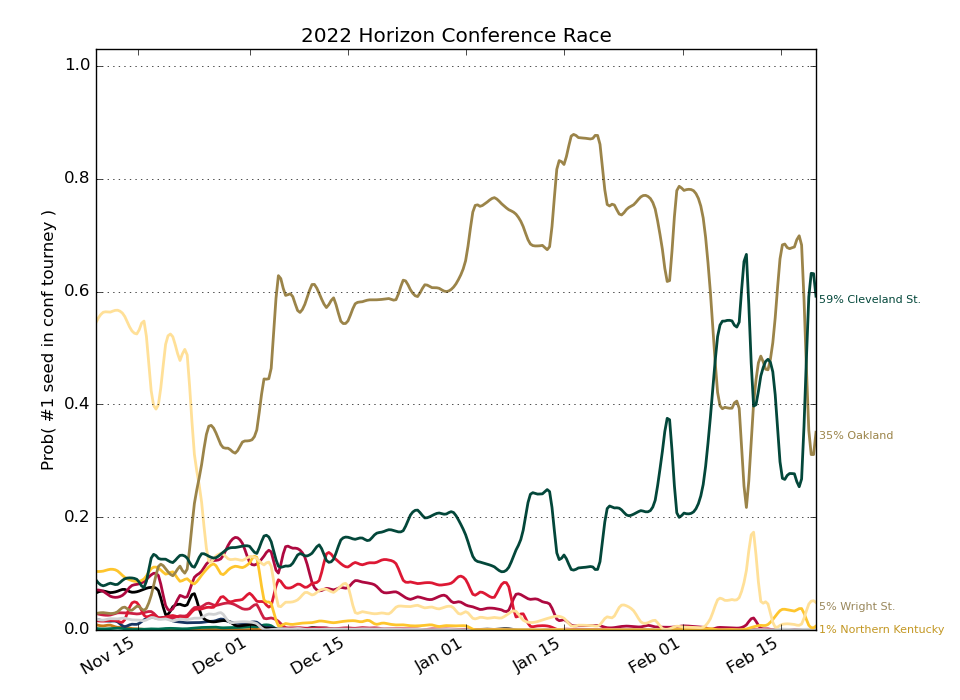 2022 Horizon Conference Race
Prob( #1 seed in conf tourney )
1.0
0.8
0.6
0.4
0.2
0.0
59% Cleveland St.
35% Oakland
5% Wright St.
1% Northern Kentucky
Nov 15
Dec 01
Dec 15
Jan 01
Jan 15
Feb 01
Feb 15